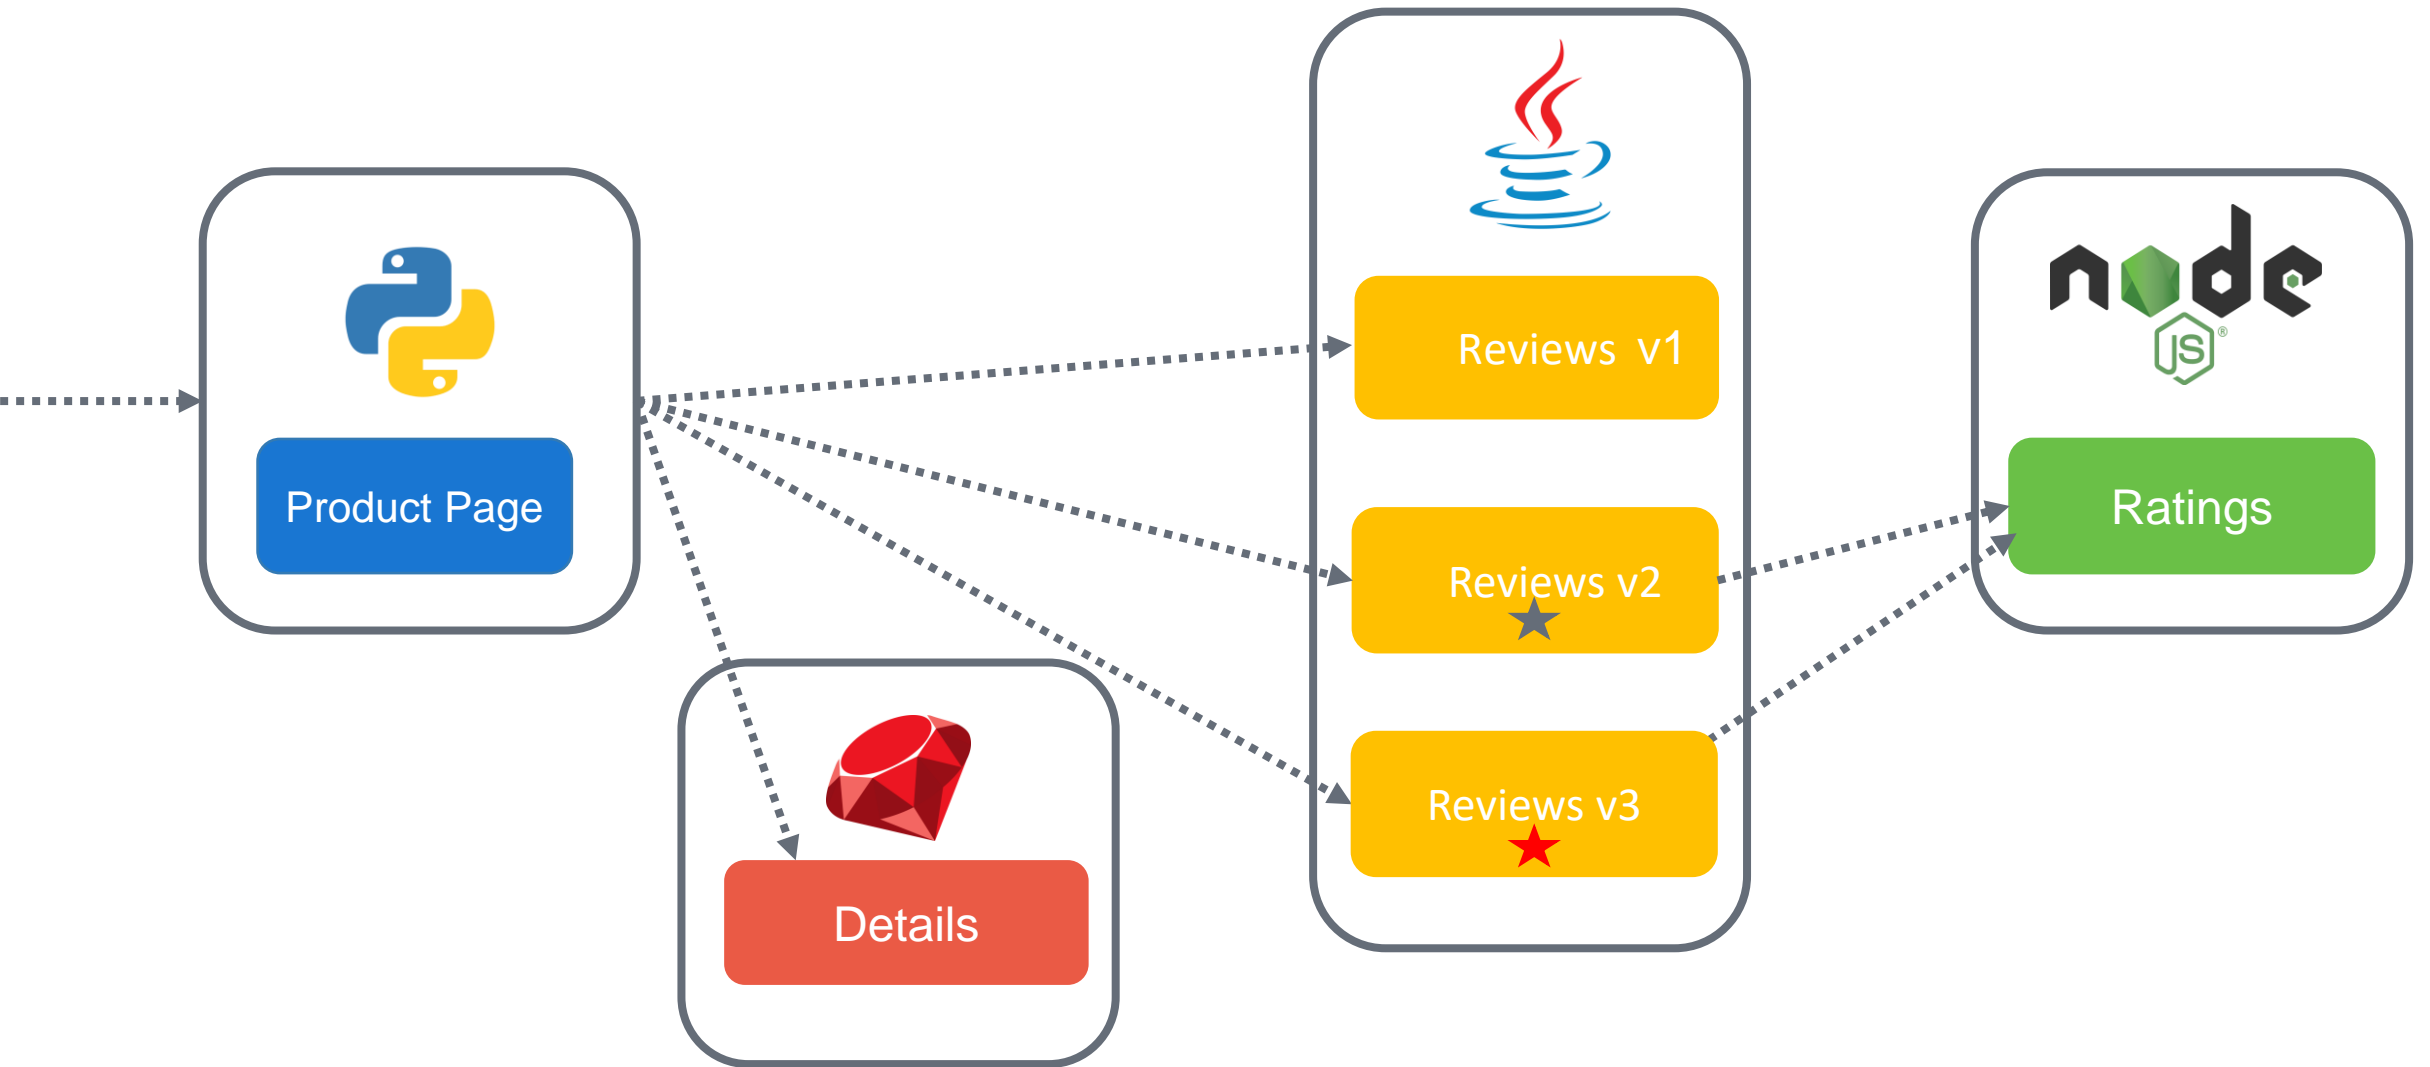 Product Page
Details
Reviews v1
Reviews v2
Reviews v3
node
JS®
Ratings